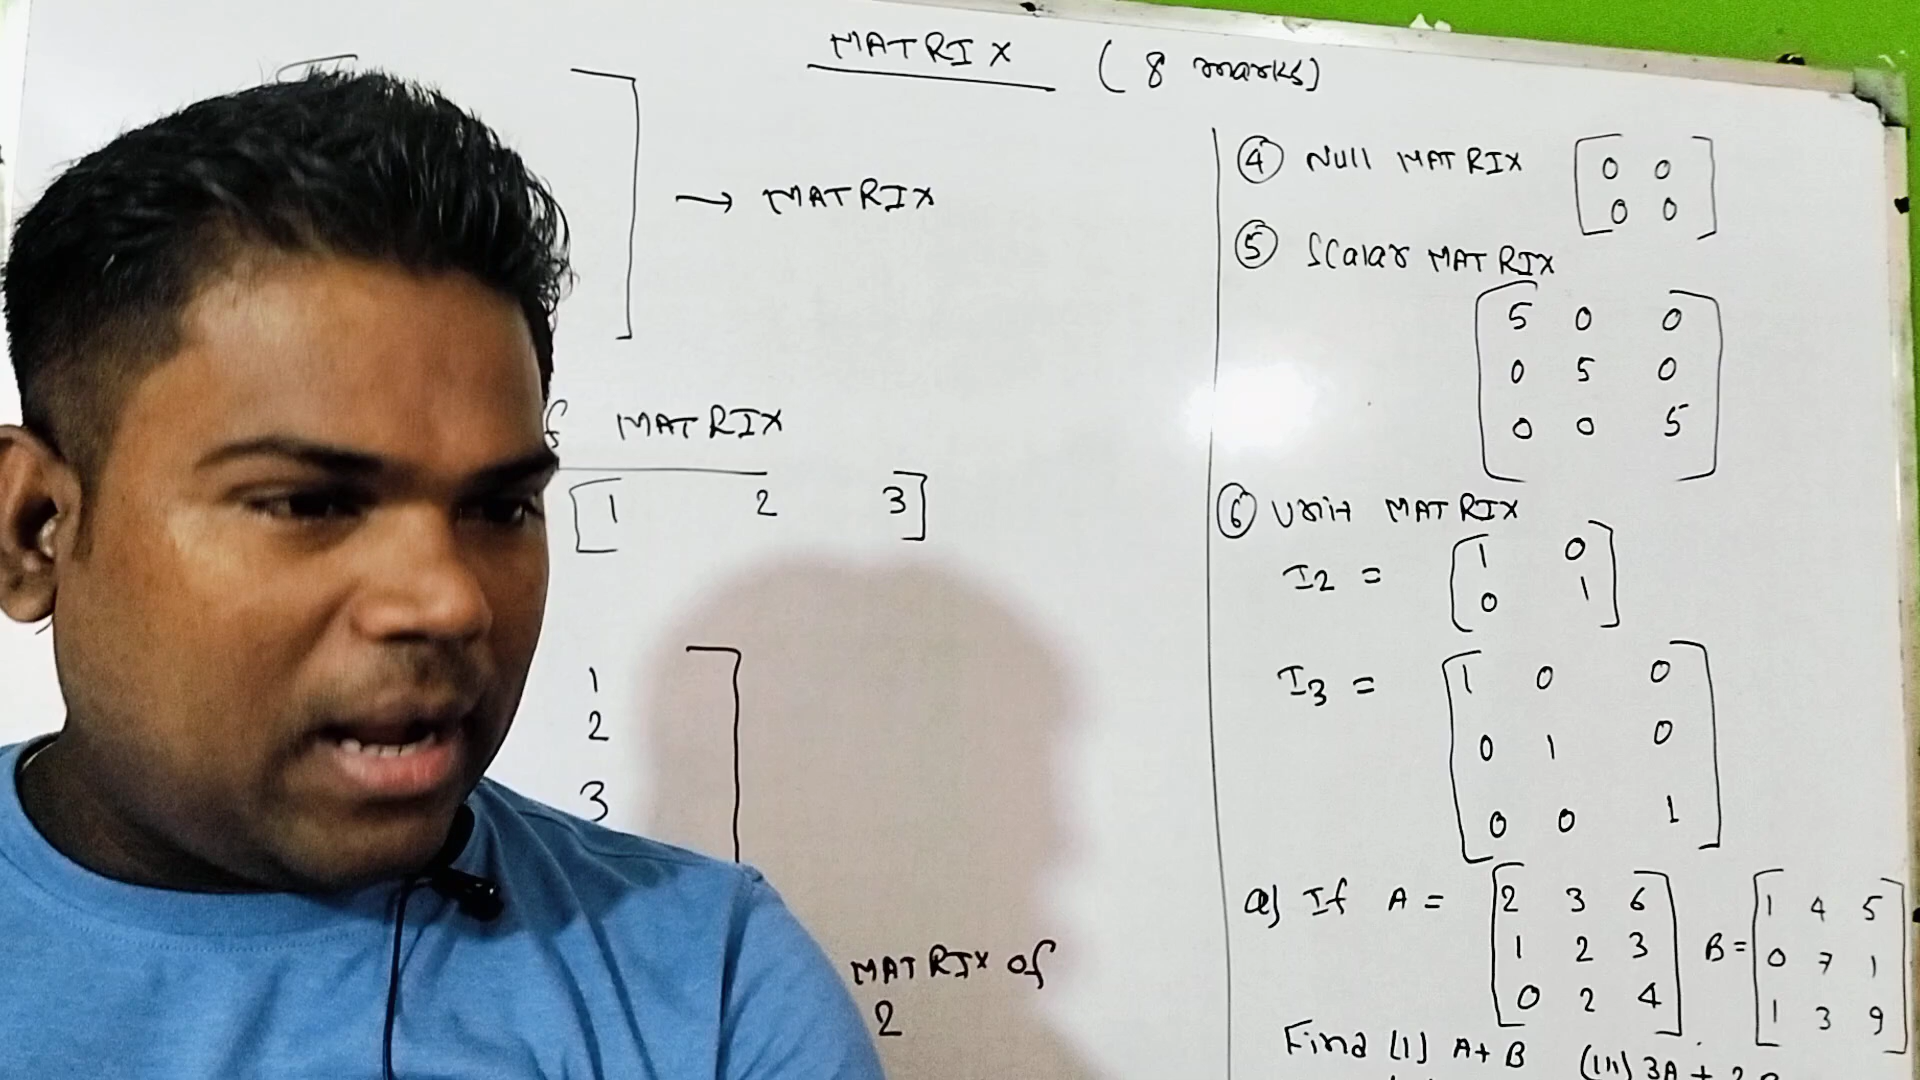 MATRIX (8 marks)
→ MATRIX
f MATRIX
[1 2 3]
1
2
3
MATRIX of
2
④ Null MATRIX [0 0
0 0]
⑤ Scalar MATRIX
[5 0 0
0 5 0
0 0 5]
⑥ Unit MATRIX
I2 = [1 0
0 1]
I3 = [1 0 0
0 1 0
0 0 1]
Q) If A = [2 3 6
1 2 3
0 2 4] B = [1 4 5
0 7 1
1 3 9]
Find (I) A+B (III) 3A +